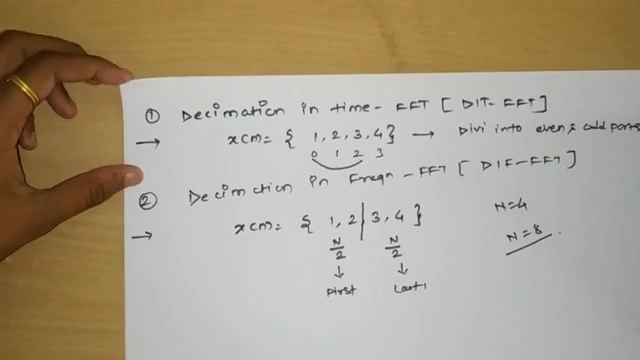 ① Decimation in time - FFT [ DIT - FFT ]
→ x(n) = { 1, 2, 3, 4 } → Divi into even & odd parts
0 1 2 3
② Decimation in Freqn - FFT [ DIF - FFT ]
→ x(n) = { 1, 2 | 3, 4 } N=4
N/2 N/2 N=8
↓ ↓
First Last